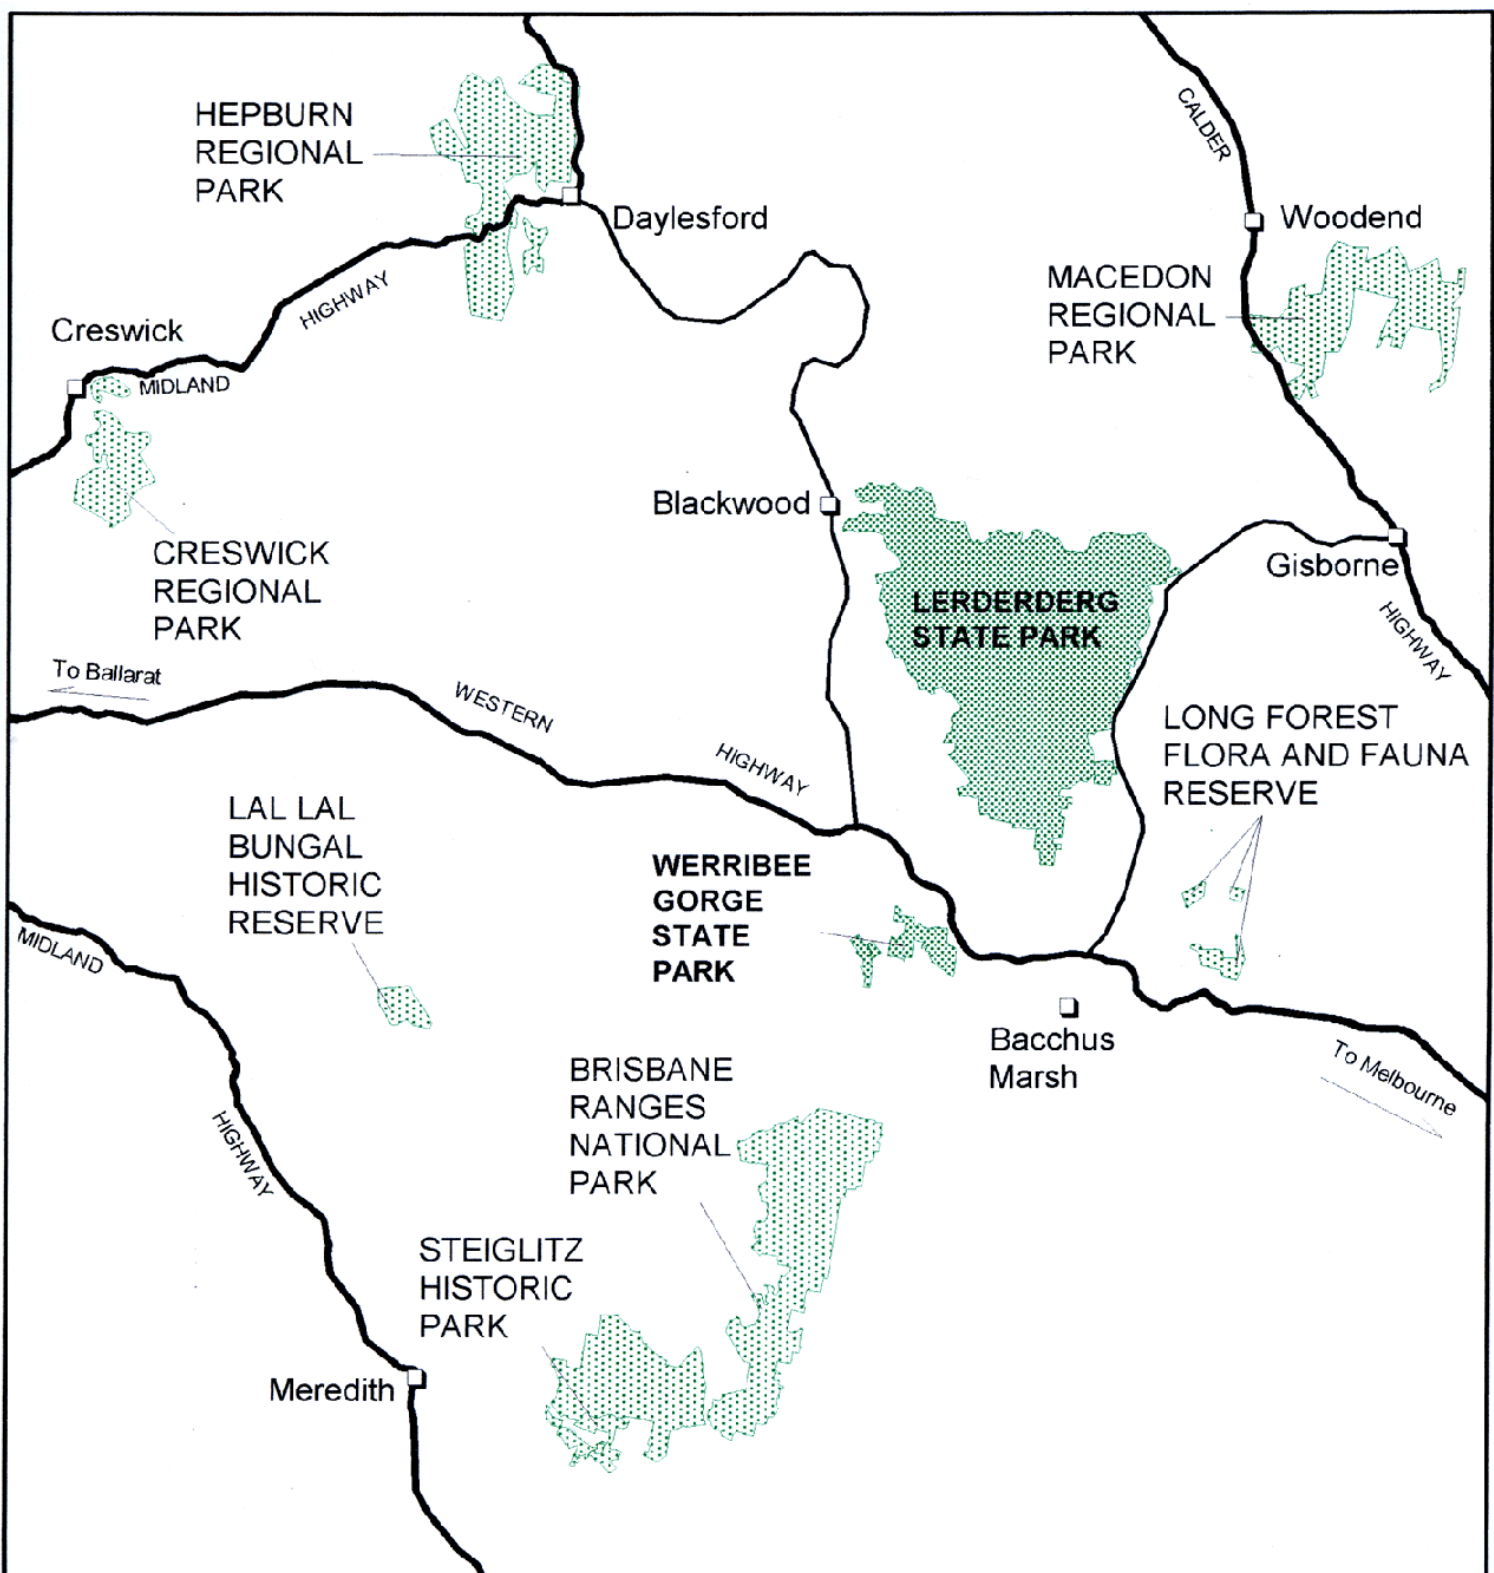 CALDER
HEPBURN
REGIONAL
PARK
Daylesford
Woodend
MACEDON
REGIONAL
PARK
HIGHWAY
Creswick
MIDLAND
Blackwood
CRESWICK
REGIONAL
PARK
Gisborne
LERDERDERG
STATE PARK
HIGHWAY
To Ballarat
WESTERN
HIGHWAY
LONG FOREST
FLORA AND FAUNA
RESERVE
LAL LAL
BUNGAL
HISTORIC
RESERVE
WERRIBEE
GORGE
STATE
PARK
MIDLAND
Bacchus
Marsh
To Melbourne
BRISBANE
RANGES
NATIONAL
PARK
HIGHWAY
STEIGLITZ
HISTORIC
PARK
Meredith